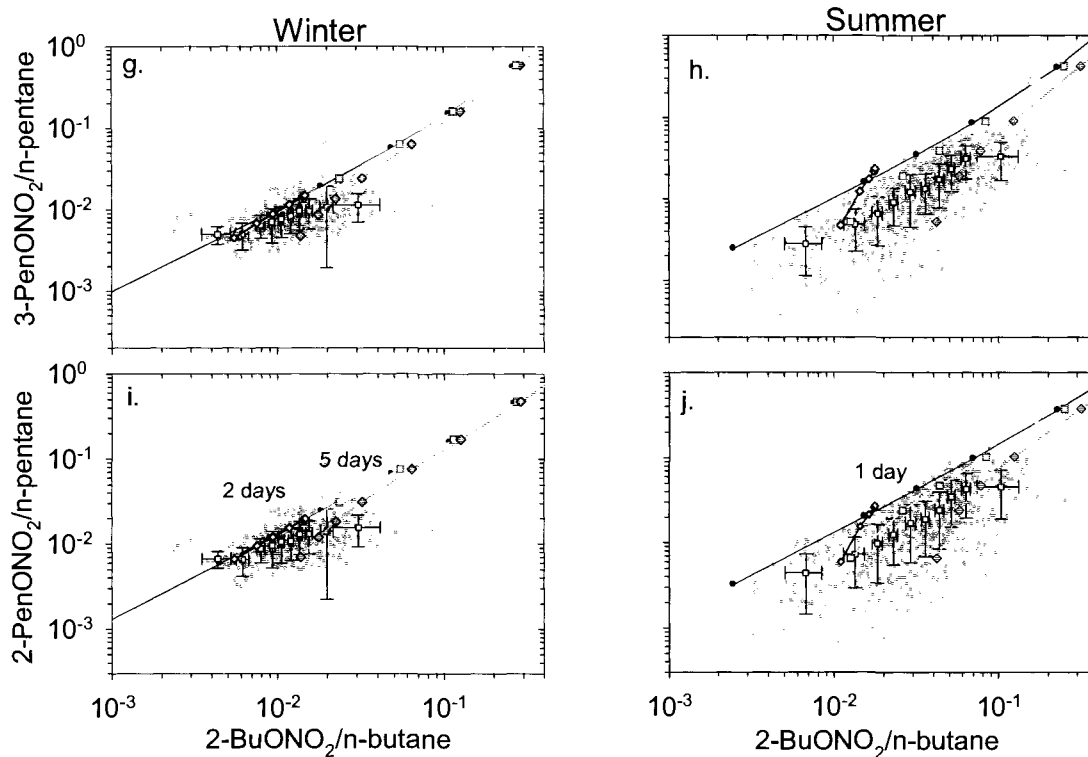 Winter
Summer
3-PenONO₂/n-pentane
10⁰
10⁻¹
10⁻²
10⁻³
g.
h.
2-PenONO₂/n-pentane
10⁰
10⁻¹
10⁻²
10⁻³
i.
5 days
2 days
j.
1 day
10⁻³ 10⁻² 10⁻¹
10⁻³ 10⁻² 10⁻¹
2-BuONO₂/n-butane
2-BuONO₂/n-butane